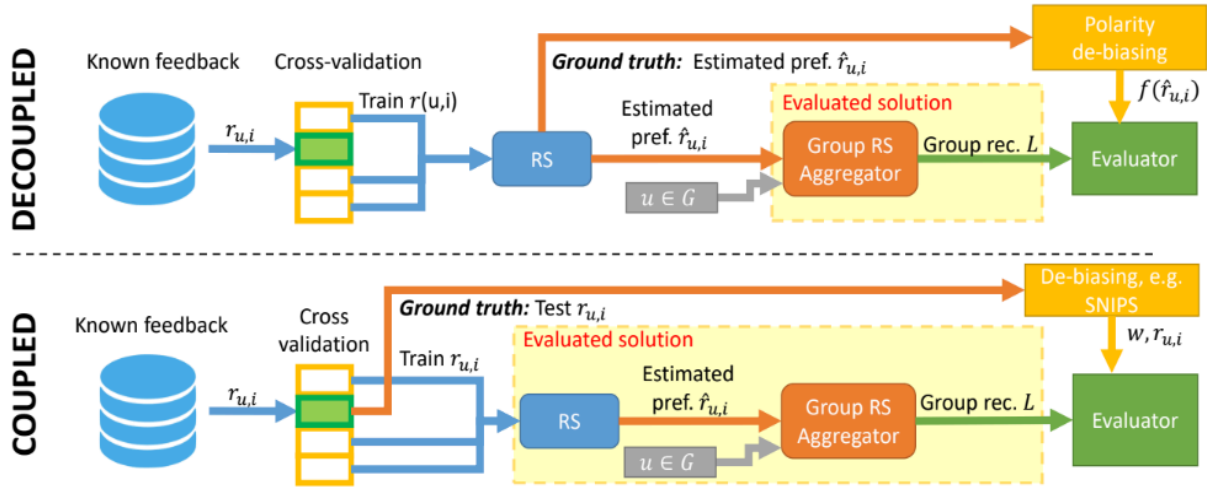 DECOUPLED
Known feedback
r_{u,i}
Cross-validation
Train r(u,i)
RS
Ground truth: Estimated pref. r̂_{u,i}
Estimated
pref. r̂_{u,i}
u ∈ G
Evaluated solution
Group RS
Aggregator
Group rec. L
Polarity
de-biasing
f(r̂_{u,i})
Evaluator
COUPLED
Known feedback
r_{u,i}
Cross
validation
Ground truth: Test r_{u,i}
Train r_{u,i}
Evaluated solution
RS
Estimated
pref. r̂_{u,i}
u ∈ G
Group RS
Aggregator
Group rec. L
De-biasing, e.g.
SNIPS
w, r_{u,i}
Evaluator